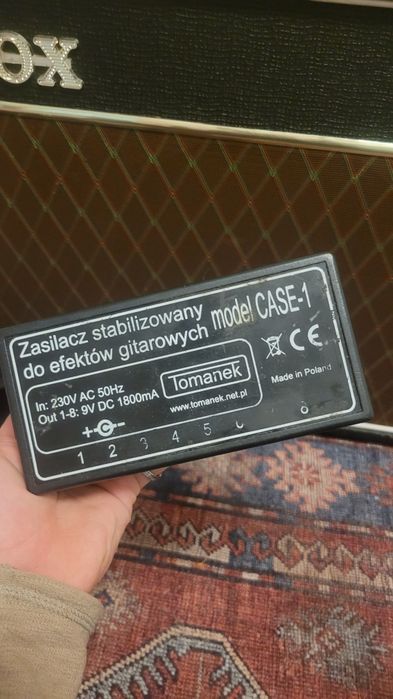 OX
Zasilacz stabilizowany
do efektów gitarowych model CASE-1
In: 230V AC 50Hz
Out 1-8: 9V DC 1800mA
Tomanek
www.tomanek.net.pl
CE
Made in Poland
+ -
1 2 3 4 5